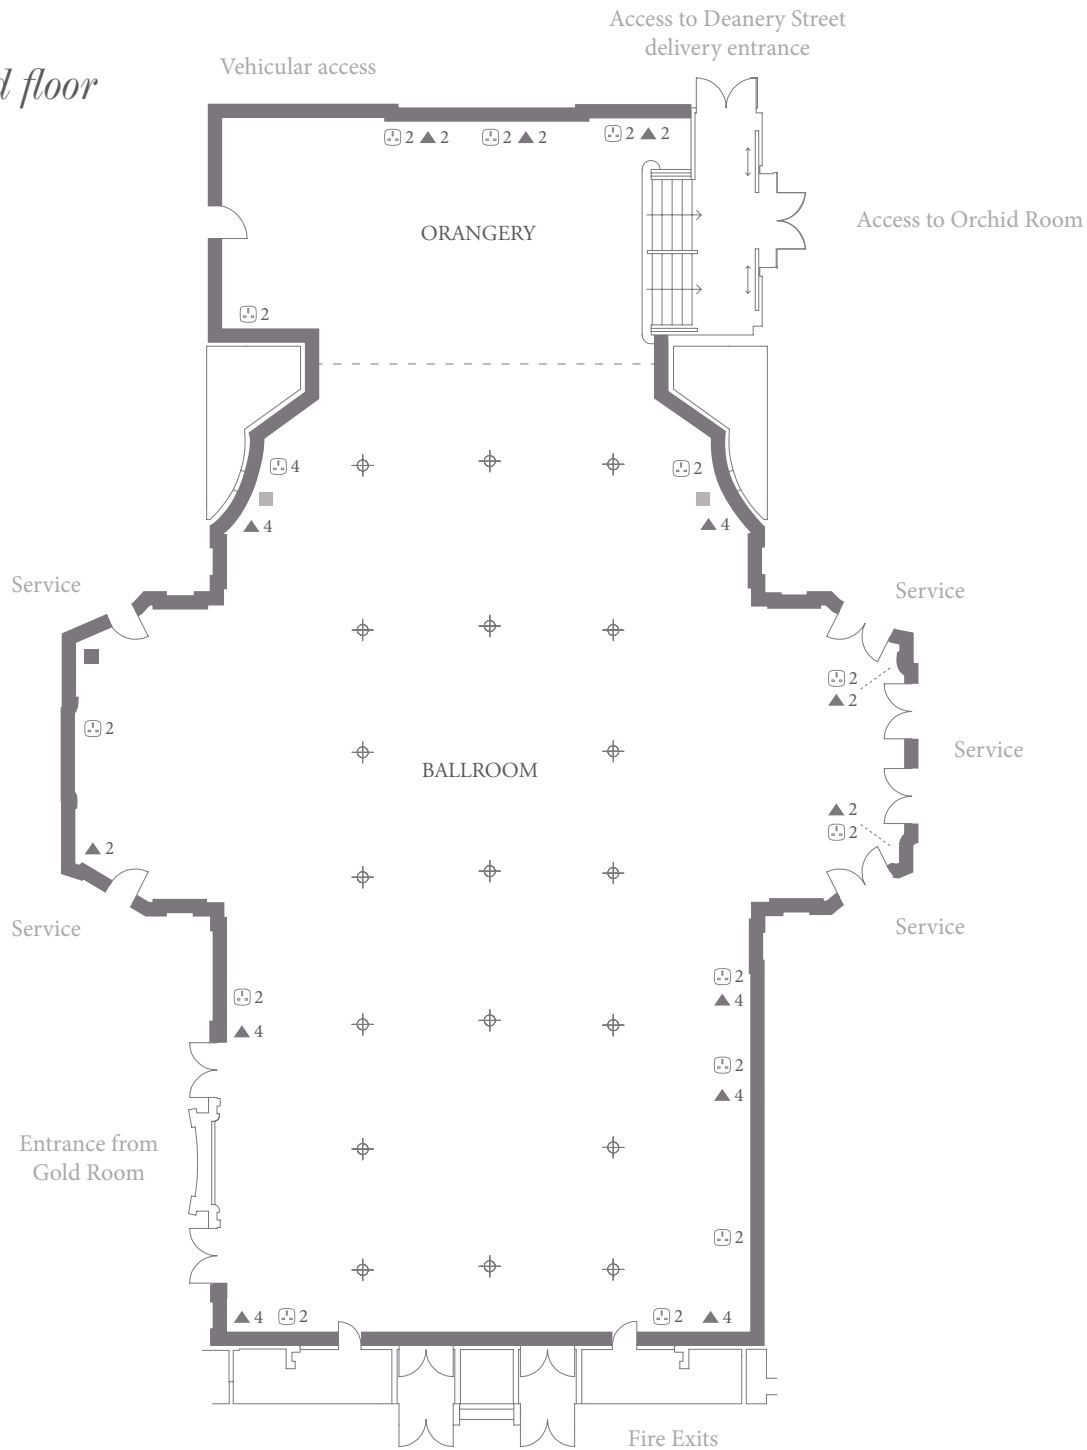 Access to Deanery Street
delivery entrance
Vehicular access
floor
2 2 2 2 2 2
ORANGERY
Access to Orchid Room
2
4 2
4 4
Service
Service
2
2
2
BALLROOM
Service
2
2
2
Service
Service
2
4
2
4
2
4
Entrance from
Gold Room
2
4 2 2 4
Fire Exits